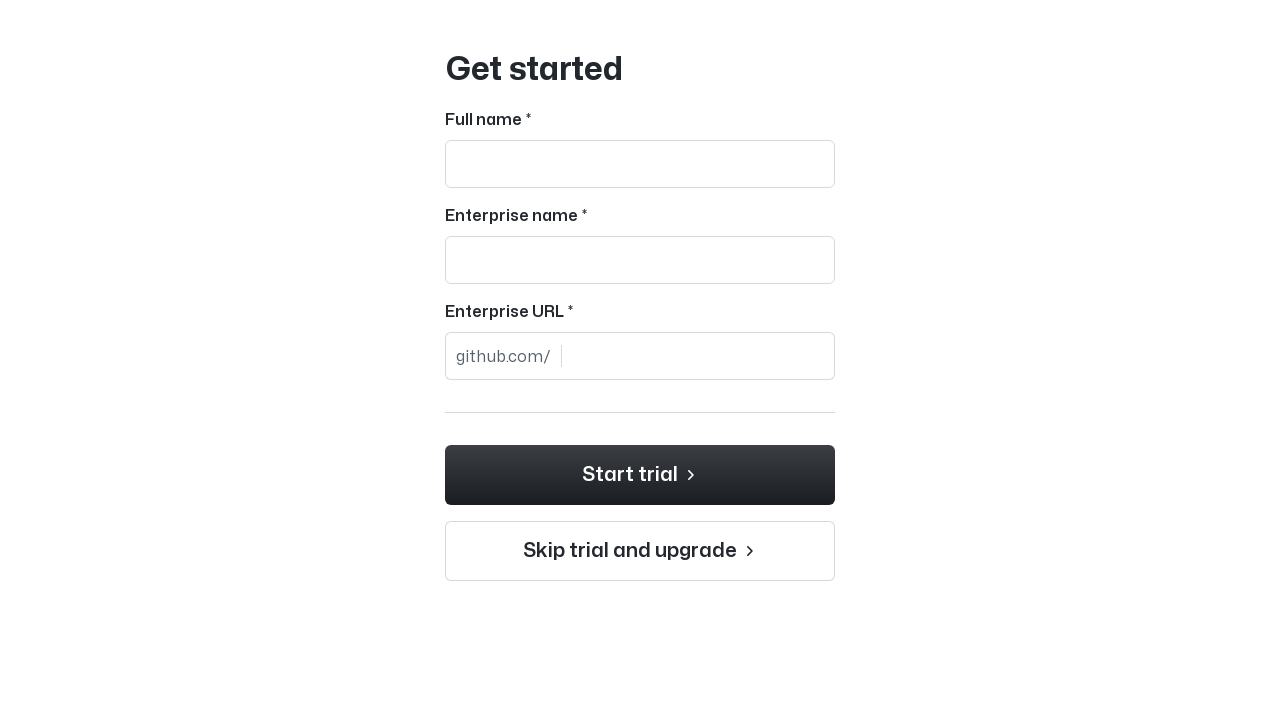 Get started
Full name *
Enterprise name *
Enterprise URL *
github.com/
Start trial
Skip trial and upgrade